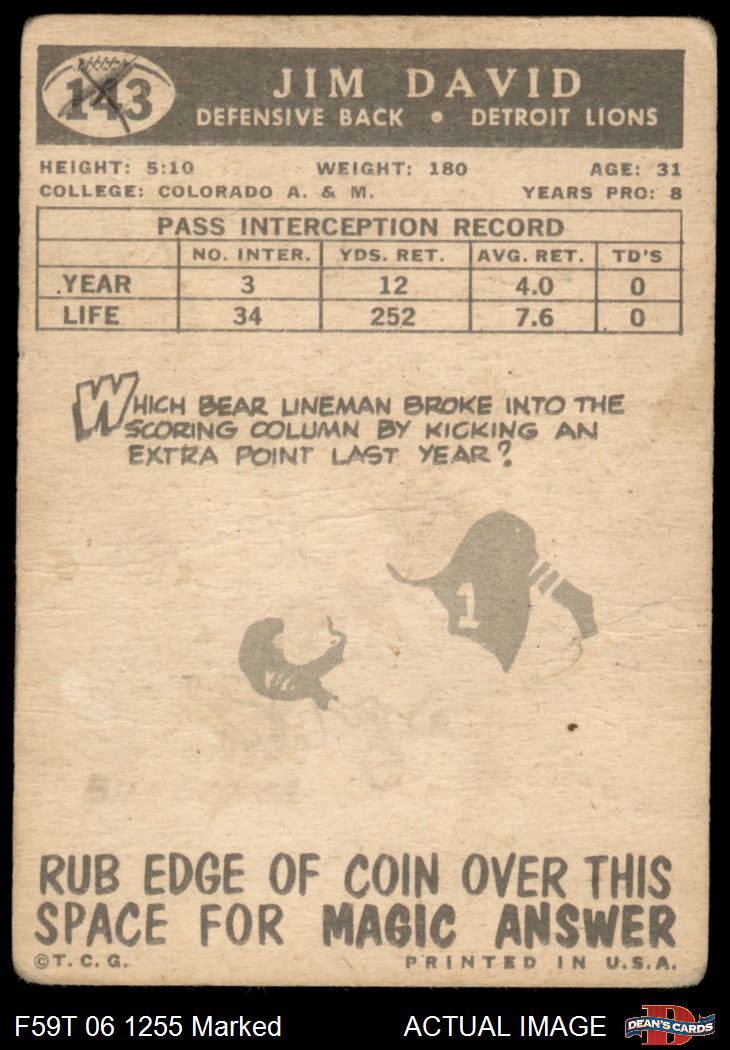 143
JIM DAVID
DEFENSIVE BACK • DETROIT LIONS
HEIGHT: 5:10 WEIGHT: 180 AGE: 31
COLLEGE: COLORADO A. & M. YEARS PRO: 8
PASS INTERCEPTION RECORD
NO. INTER. YDS. RET. AVG. RET. TD'S
YEAR 3 12 4.0 0
LIFE 34 252 7.6 0
WHICH BEAR LINEMAN BROKE INTO THE
SCORING COLUMN BY KICKING AN
EXTRA POINT LAST YEAR?
1
RUB EDGE OF COIN OVER THIS
SPACE FOR MAGIC ANSWER
©T.C.G. PRINTED IN U.S.A.
F59T 06 1255 Marked ACTUAL IMAGE D DEAN'S CARDS